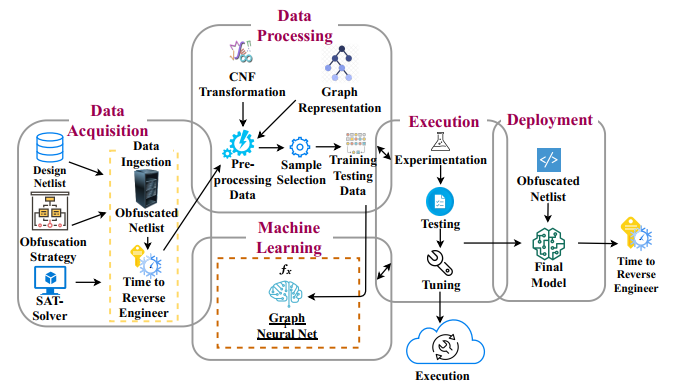 Data
Processing
CNF
Transformation
Graph
Representation
Pre-
processing
Data
Sample
Selection
Training
Testing
Data
Data
Acquisition
Design
Netlist
Obfuscation
Strategy
SAT-
Solver
Data
Ingestion
Obfuscated
Netlist
Time to
Reverse
Engineer
Machine
Learning
fx
Graph
Neural Net
Execution
Experimentation
Testing
Tuning
Execution
Deployment
Obfuscated
Netlist
Final
Model
Time to
Reverse
Engineer